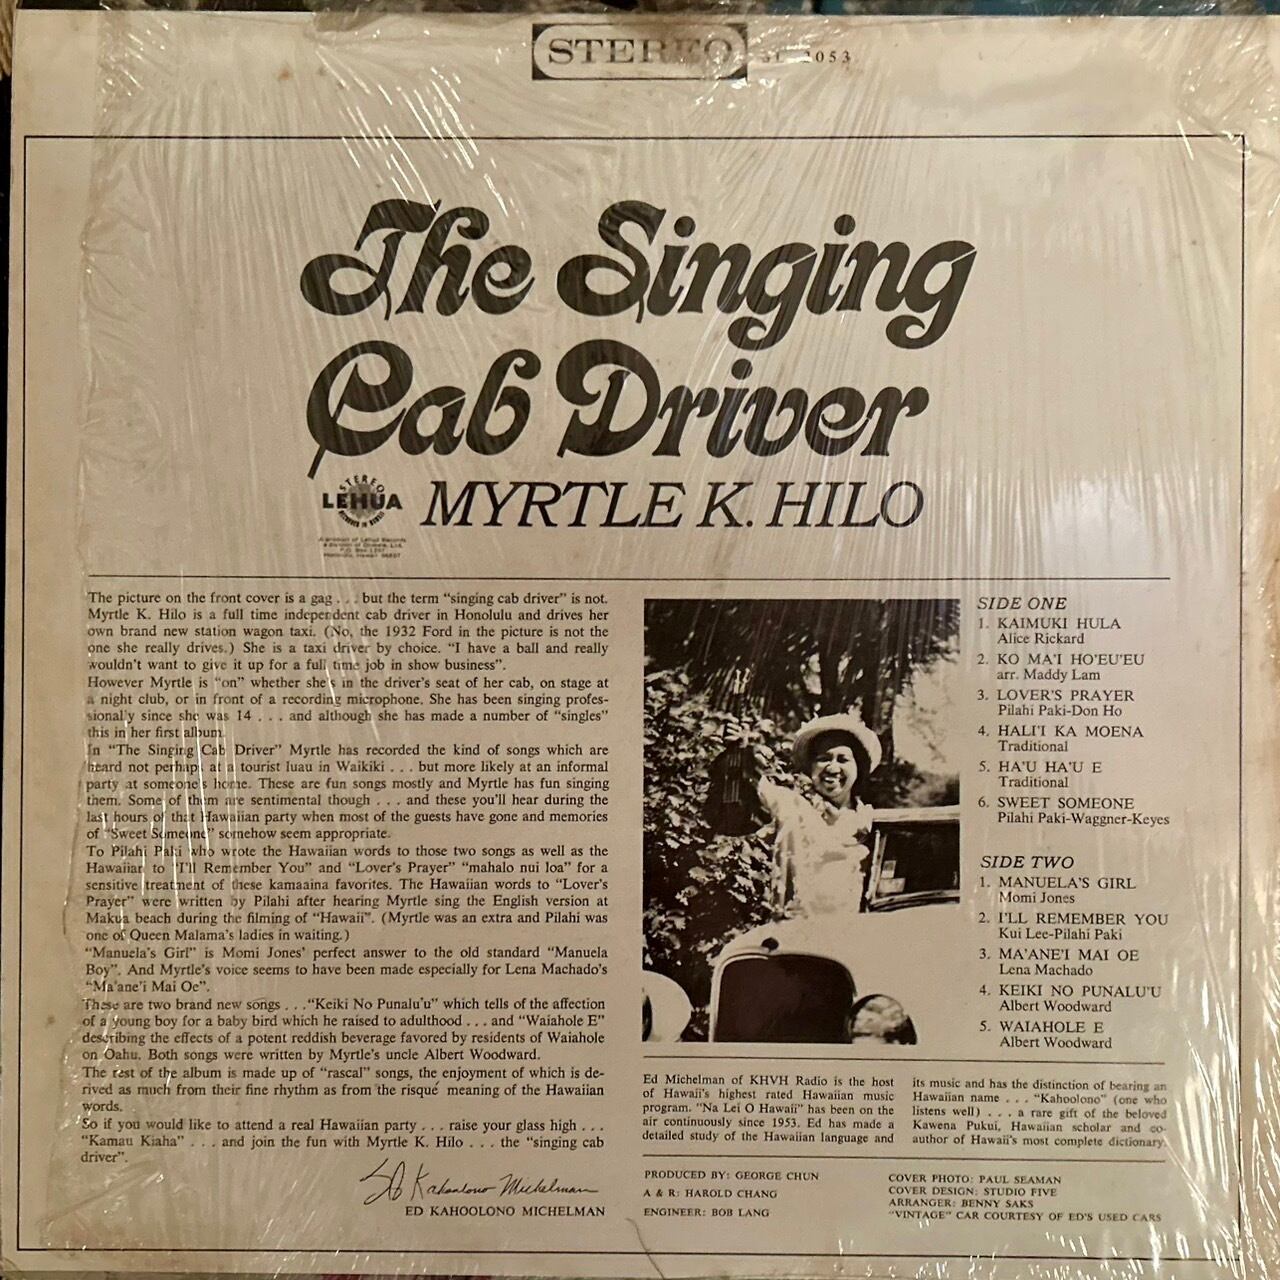 STEREO SL 2053
The Singing
Cab Driver
STEREO
LEHUA
RECORDED IN HAWAII
MYRTLE K. HILO
A product of Lehua Records
The picture on the front cover is a gag . . . but the term “singing cab driver” is not.
Myrtle K. Hilo is a full time independent cab driver in Honolulu and drives her
own brand new station wagon taxi. (No, the 1932 Ford in the picture is not the
one she really drives.) She is a taxi driver by choice. “I have a ball and really
wouldn’t want to give it up for a full time job in show business”.
However Myrtle is “on” whether she’s in the driver’s seat of her cab, on stage at
a night club, or in front of a recording microphone. She has been singing profes-
sionally since she was 14 . . . and although she has made a number of “singles”
this in her first album.
In “The Singing Cab Driver” Myrtle has recorded the kind of songs which are
heard not perhaps at a tourist luau in Waikiki . . . but more likely at an informal
party at someone’s home. These are fun songs mostly and Myrtle has fun singing
them. Some of them are sentimental though . . . and these you’ll hear during the
last hours of that Hawaiian party when most of the guests have gone and memories
of “Sweet Someone” somehow seem appropriate.
To Pilahi Paki who wrote the Hawaiian words to those two songs as well as the
Hawaiian to “I’ll Remember You” and “Lover’s Prayer” “mahalo nui loa” for a
sensitive treatment of these kamaaina favorites. The Hawaiian words to “Lover’s
Prayer” were written by Pilahi after hearing Myrtle sing the English version at
Makua beach during the filming of “Hawaii”. (Myrtle was an extra and Pilahi was
one of Queen Malama’s ladies in waiting.)
“Manuela’s Girl” is Momi Jones’ perfect answer to the old standard “Manuela
Boy”. And Myrtle’s voice seems to have been made especially for Lena Machado’s
“Ma’ane’i Mai Oe”.
These are two brand new songs . . .“Keiki No Punalu’u” which tells of the affection
of a young boy for a baby bird which he raised to adulthood . . . and “Waiahole E”
describing the effects of a potent reddish beverage favored by residents of Waiahole
on Oahu. Both songs were written by Myrtle’s uncle Albert Woodward.
The rest of the album is made up of “rascal” songs, the enjoyment of which is de-
rived as much from their fine rhythm as from the risqué meaning of the Hawaiian
words.
So if you would like to attend a real Hawaiian party . . . raise your glass high . . .
“Kamau Kiaha” . . . and join the fun with Myrtle K. Hilo . . . the “singing cab
driver”.
Ed Kahoolono Michelman
ED KAHOOLONO MICHELMAN
SIDE ONE
1. KAIMUKI HULA
Alice Rickard
2. KO MA'I HO'EU'EU
arr. Maddy Lam
3. LOVER'S PRAYER
Pilahi Paki-Don Ho
4. HALI'I KA MOENA
Traditional
5. HA'U HA'U E
Traditional
6. SWEET SOMEONE
Pilahi Paki-Waggner-Keyes
SIDE TWO
1. MANUELA'S GIRL
Momi Jones
2. I'LL REMEMBER YOU
Kui Lee-Pilahi Paki
3. MA'ANE'I MAI OE
Lena Machado
4. KEIKI NO PUNALU'U
Albert Woodward
5. WAIAHOLE E
Albert Woodward
Ed Michelman of KHVH Radio is the host
of Hawaii’s highest rated Hawaiian music
program. “Na Lei O Hawaii” has been on the
air continuously since 1953. Ed has made a
detailed study of the Hawaiian language and
its music and has the distinction of bearing an
Hawaiian name . . . “Kahoolono” (one who
listens well) . . . a rare gift of the beloved
Kawena Pukui, Hawaiian scholar and co-
author of Hawaii’s most complete dictionary.
PRODUCED BY: GEORGE CHUN
A & R: HAROLD CHANG
ENGINEER: BOB LANG
COVER PHOTO: PAUL SEAMAN
COVER DESIGN: STUDIO FIVE
ARRANGER: BENNY SAKS
“VINTAGE” CAR COURTESY OF ED'S USED CARS